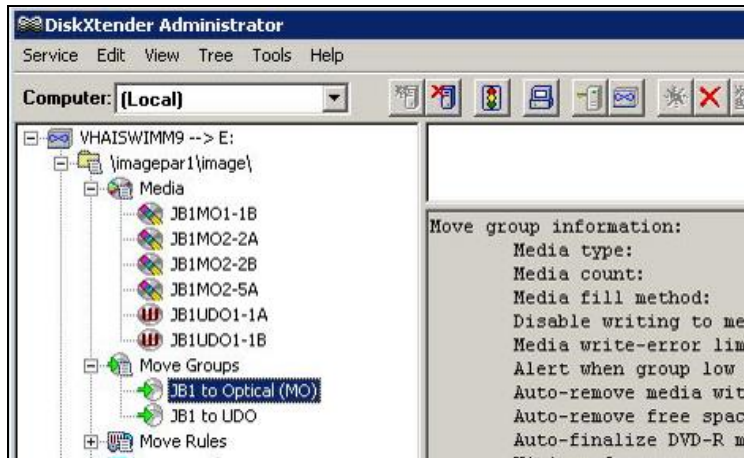 DiskXtender Administrator
Service Edit View Tree Tools Help
Computer: (Local)
VHAISWIMM9 --> E:
\imagepar1\image\
Media
JB1MO1-1B
JB1MO2-2A
JB1MO2-2B
JB1MO2-5A
JB1UDO1-1A
JB1UDO1-1B
Move Groups
JB1 to Optical (MO)
JB1 to UDO
Move Rules
Move group information:
Media type:
Media count:
Media fill method:
Disable writing to me
Media write-error lim
Alert when group low
Auto-remove media wit
Auto-remove free spac
Auto-finalize DVD-R m